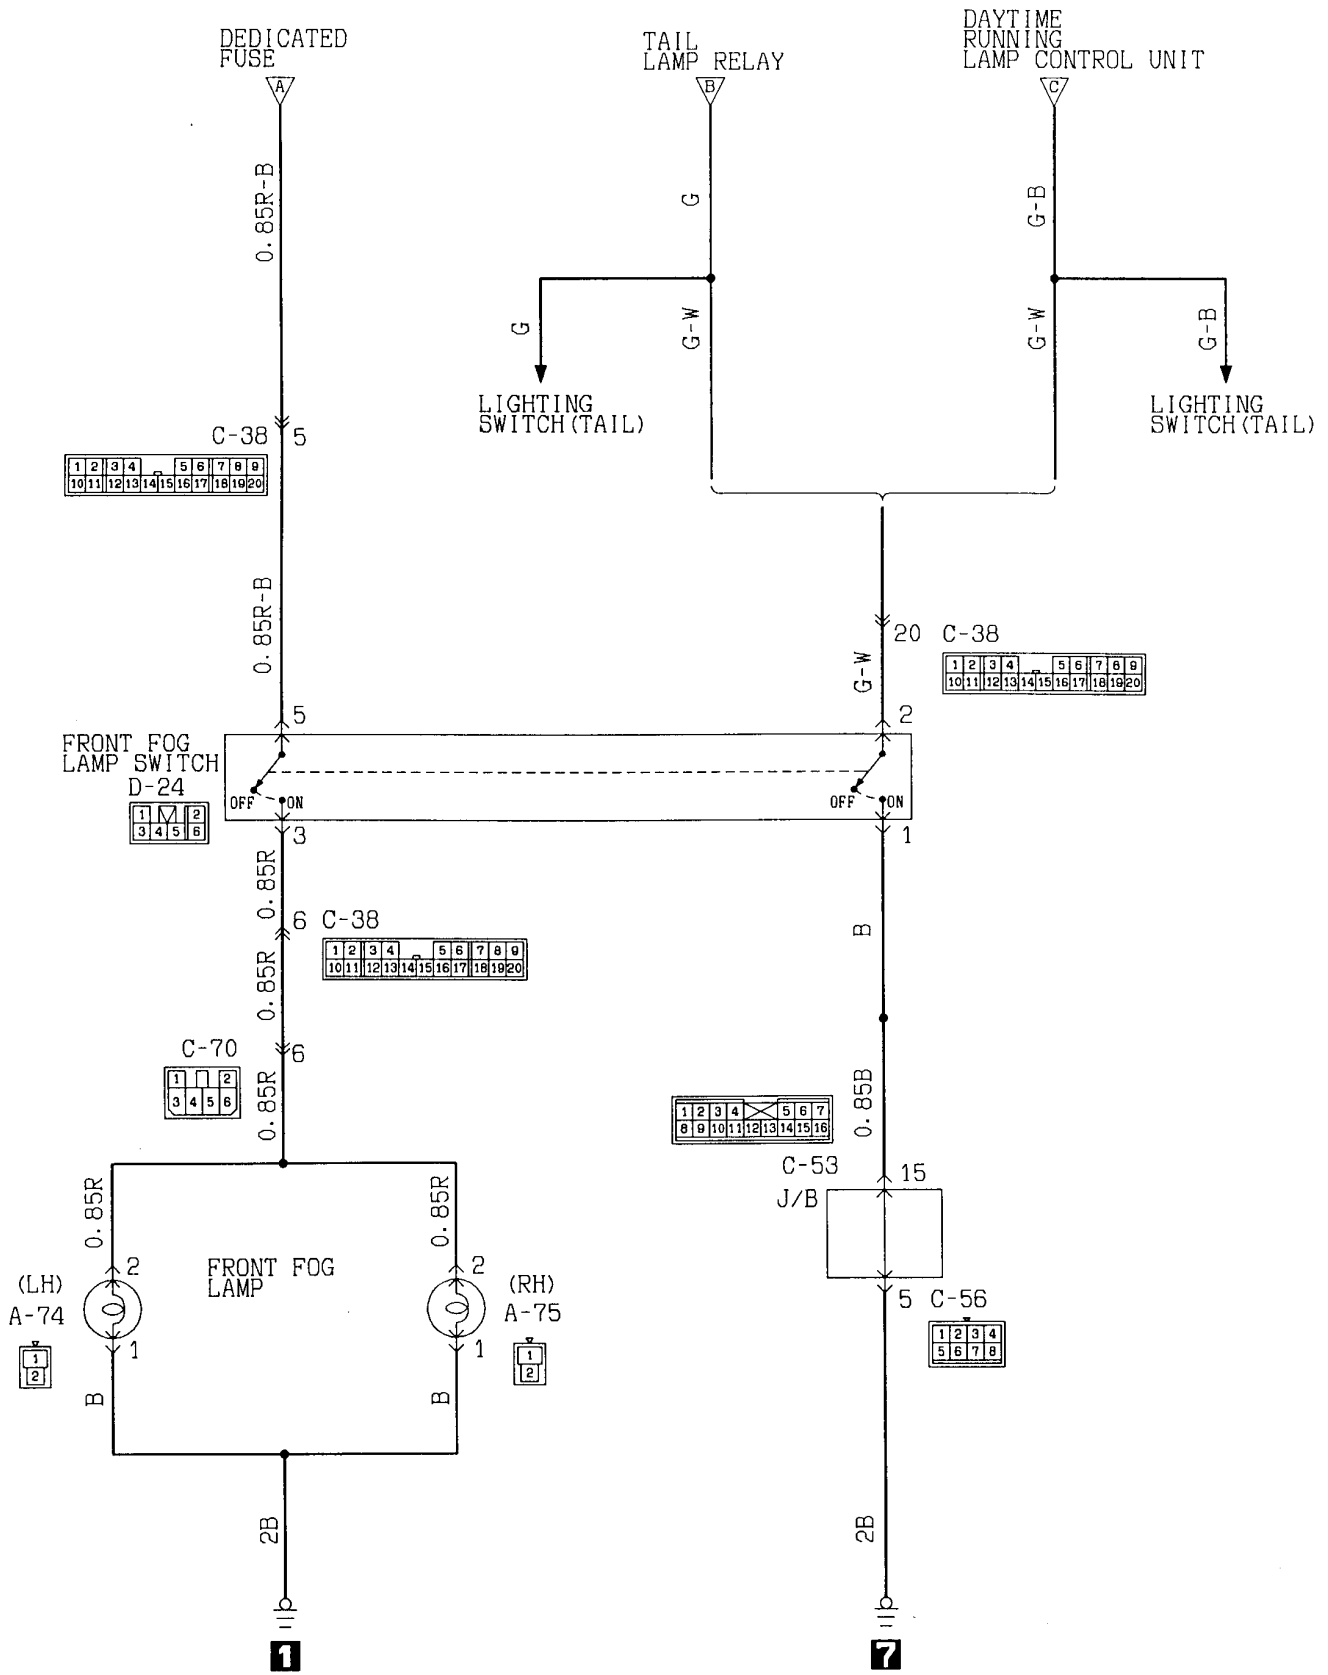 DEDICATED
FUSE
A
TAIL
LAMP RELAY
B
DAYTIME
RUNNING
LAMP CONTROL UNIT
C
0.85R-B
G
G-B
G
G-W
G-W
G-B
LIGHTING
SWITCH(TAIL)
LIGHTING
SWITCH(TAIL)
C-38
5
1 2 3 4 5 6 7 8 9
10 11 12 13 14 15 16 17 18 19 20
0.85R-B
20
C-38
1 2 3 4 5 6 7 8 9
10 11 12 13 14 15 16 17 18 19 20
G-W
5
2
FRONT FOG
LAMP SWITCH
D-24
1 2
3 4 5 6
OFF ON
OFF ON
3
1
0.85R
6
C-38
1 2 3 4 5 6 7 8 9
10 11 12 13 14 15 16 17 18 19 20
B
0.85R
C-70
6
1 2
3 4 5 6
0.85R
1 2 3 4 5 6 7
8 9 10 11 12 13 14 15 16
0.85B
C-53
15
J/B
0.85R
0.85R
FRONT FOG
LAMP
(LH)
A-74
2
1
1
2
(RH)
A-75
2
1
1
2
5
C-56
1 2 3 4
5 6 7 8
B
B
2B
2B
1
7